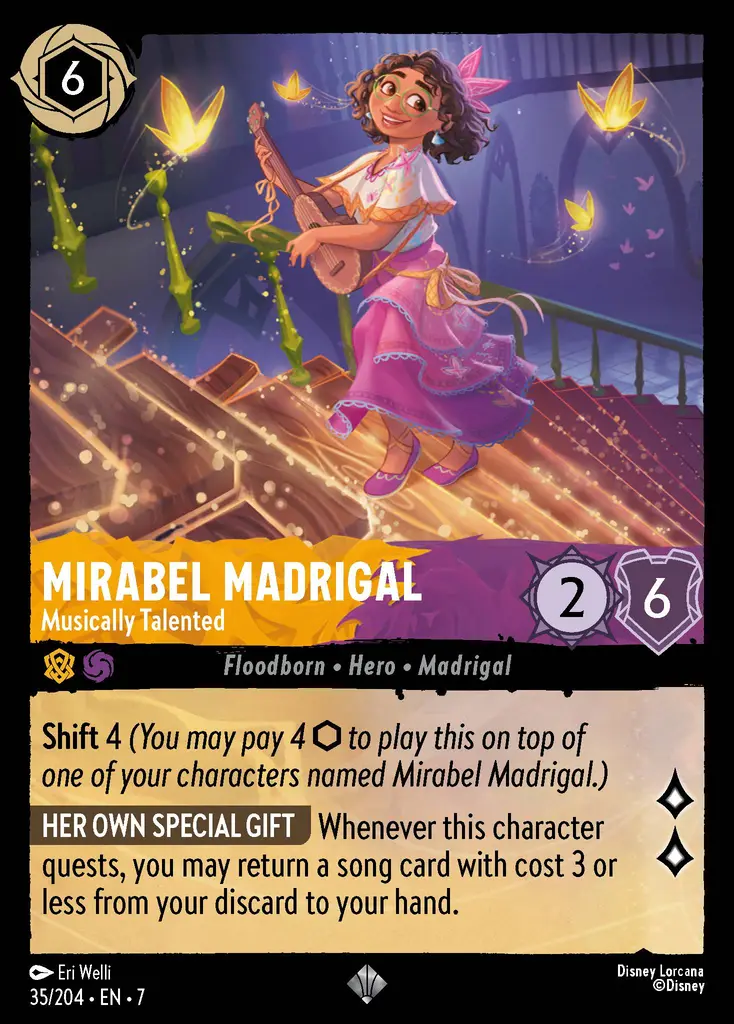 6
MIRABEL MADRIGAL
Musically Talented
2
6
Floodborn • Hero • Madrigal
Shift 4 (You may pay 4 ⬡ to play this on top of
one of your characters named Mirabel Madrigal.)
HER OWN SPECIAL GIFT Whenever this character
quests, you may return a song card with cost 3 or
less from your discard to your hand.
Eri Welli
Disney Lorcana
35/204 • EN • 7
©Disney